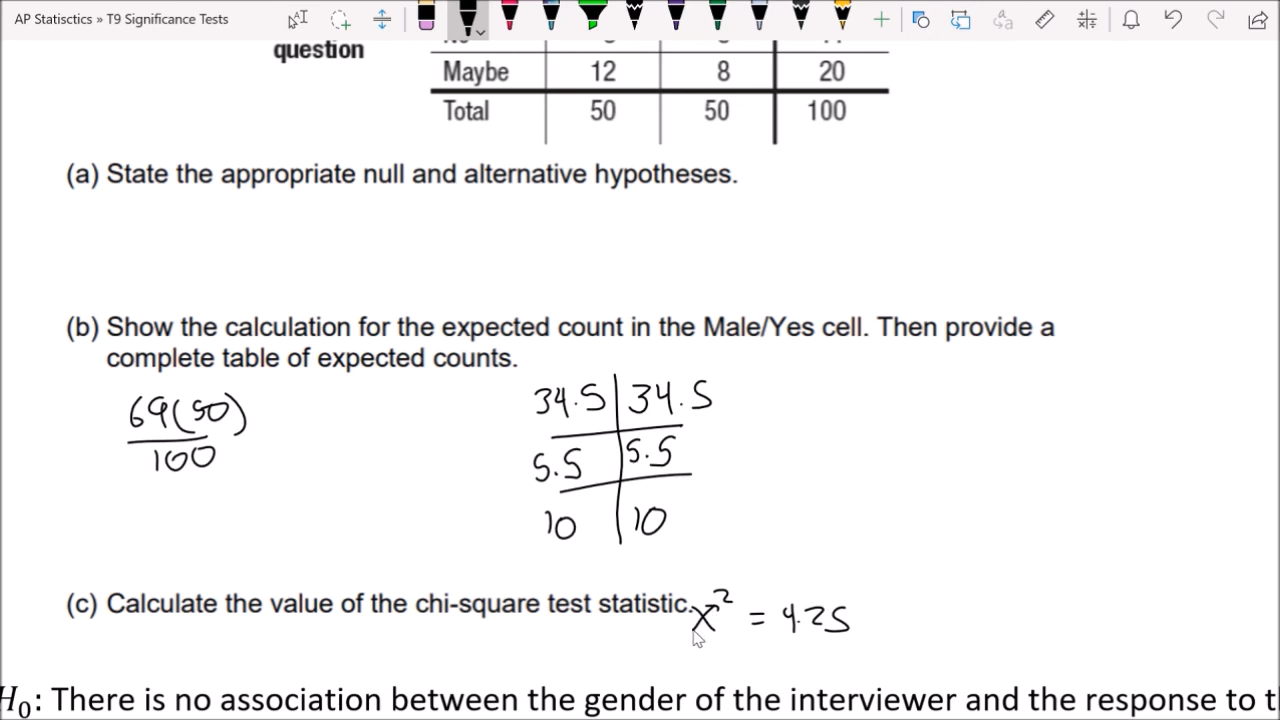 AP Statisctics » T9 Significance Tests
question
Maybe 12 8 20
Total 50 50 100
(a) State the appropriate null and alternative hypotheses.
(b) Show the calculation for the expected count in the Male/Yes cell. Then provide a
complete table of expected counts.
69(50)
100
34.5 34.5
5.5 5.5
10 10
(c) Calculate the value of the chi-square test statistic.
x² = 4.25
H₀: There is no association between the gender of the interviewer and the response to t